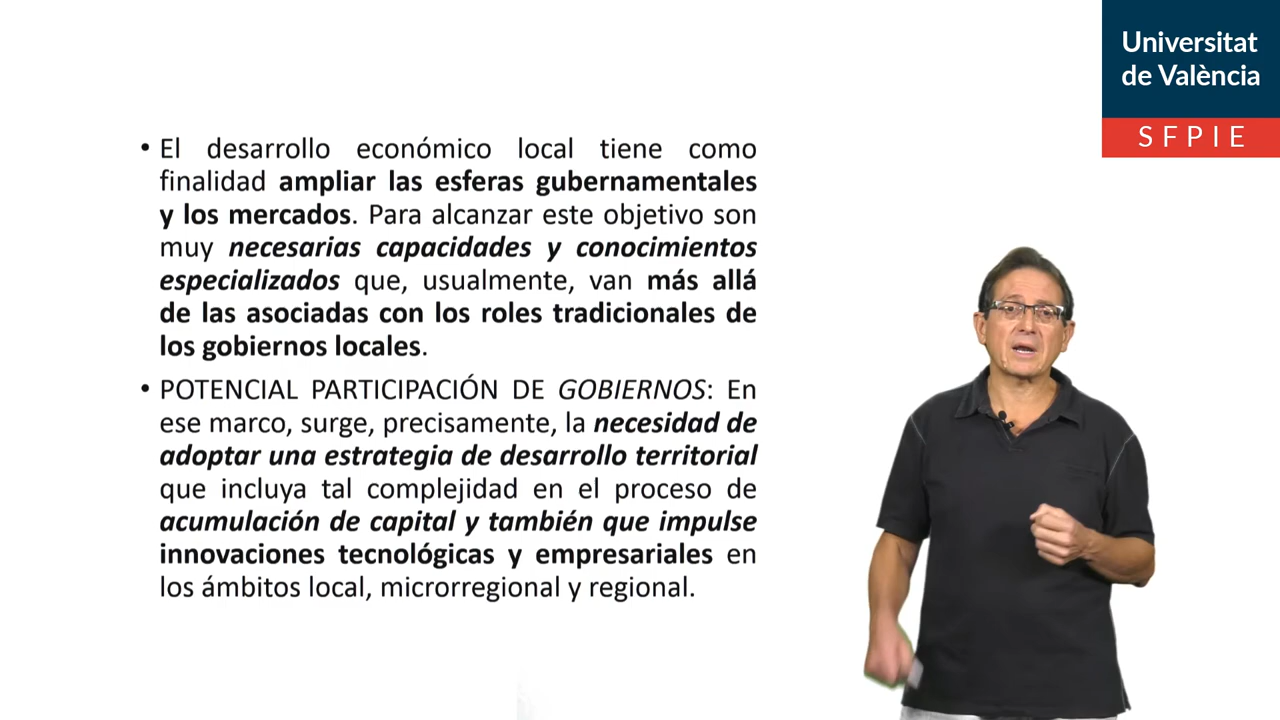 Universitat
de València
SFPIE
• El desarrollo económico local tiene como
finalidad ampliar las esferas gubernamentales
y los mercados. Para alcanzar este objetivo son
muy necesarias capacidades y conocimientos
especializados que, usualmente, van más allá
de las asociadas con los roles tradicionales de
los gobiernos locales.
• POTENCIAL PARTICIPACIÓN DE GOBIERNOS: En
ese marco, surge, precisamente, la necesidad de
adoptar una estrategia de desarrollo territorial
que incluya tal complejidad en el proceso de
acumulación de capital y también que impulse
innovaciones tecnológicas y empresariales en
los ámbitos local, microrregional y regional.